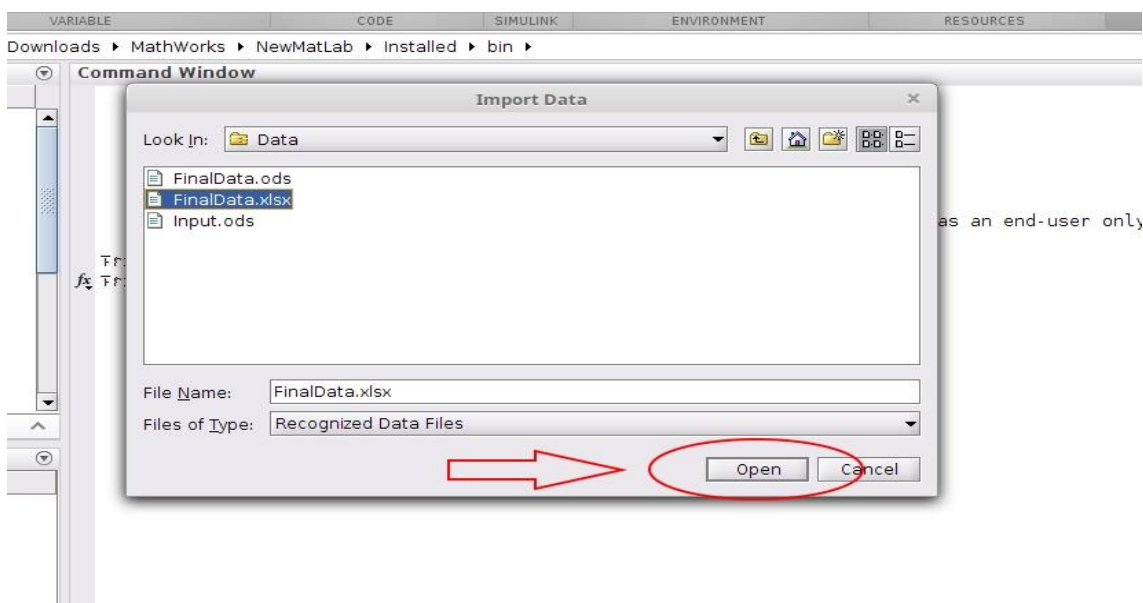 VARIABLE CODE SIMULINK ENVIRONMENT RESOURCES
Downloads ▸ MathWorks ▸ NewMatLab ▸ Installed ▸ bin ▸
Command Window
Import Data
Look In: Data
FinalData.ods
FinalData.xlsx
Input.ods
as an end-user only
fx
File Name: FinalData.xlsx
Files of Type: Recognized Data Files
Open Cancel